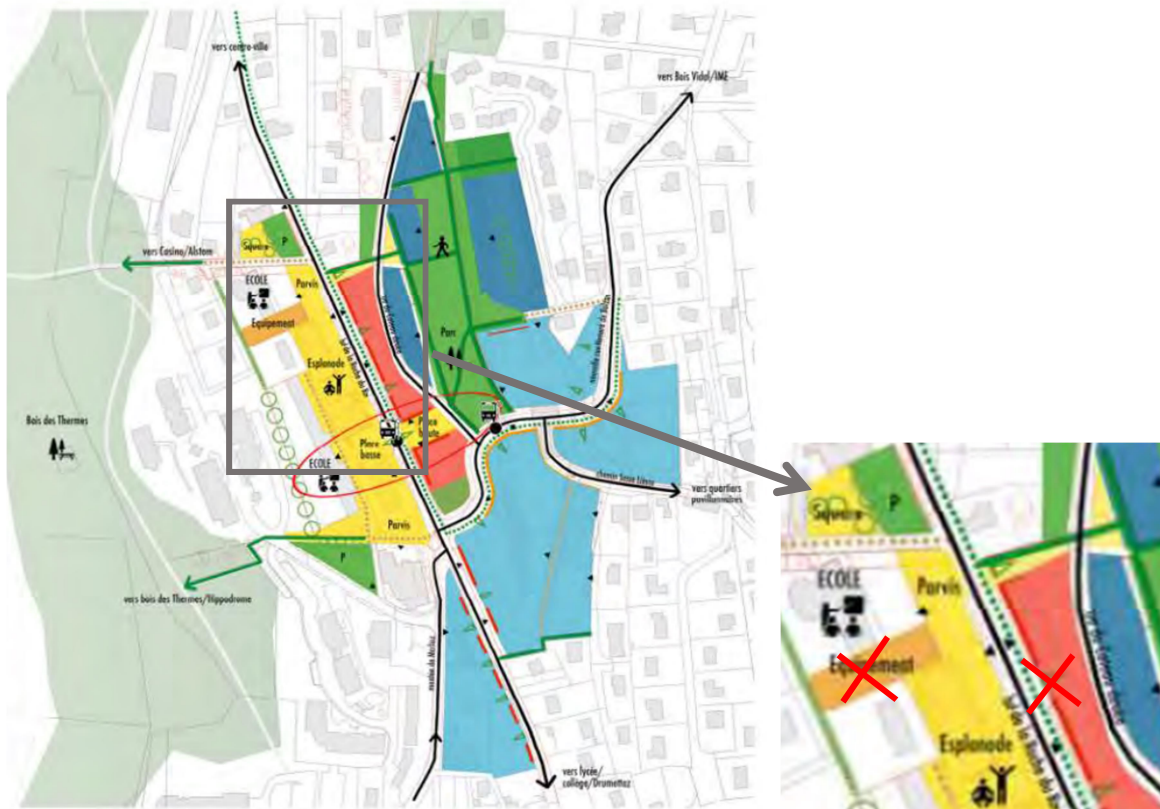 vers centre-ville
vers Bois Vidal/IME
vers Casino/Alstom
Square
P
ECOLE
Parvis
Equipement
Esplanade
Parc
Bois des Thermes
Place
Place
basse
ECOLE
chemin
vers quartiers
pavillonnaires
Parvis
P
vers bois des Thermes/Hippodrome
vers lycée/
collège/Drumettaz
Square
P
ECOLE
Parvis
Equipement
Esplanade